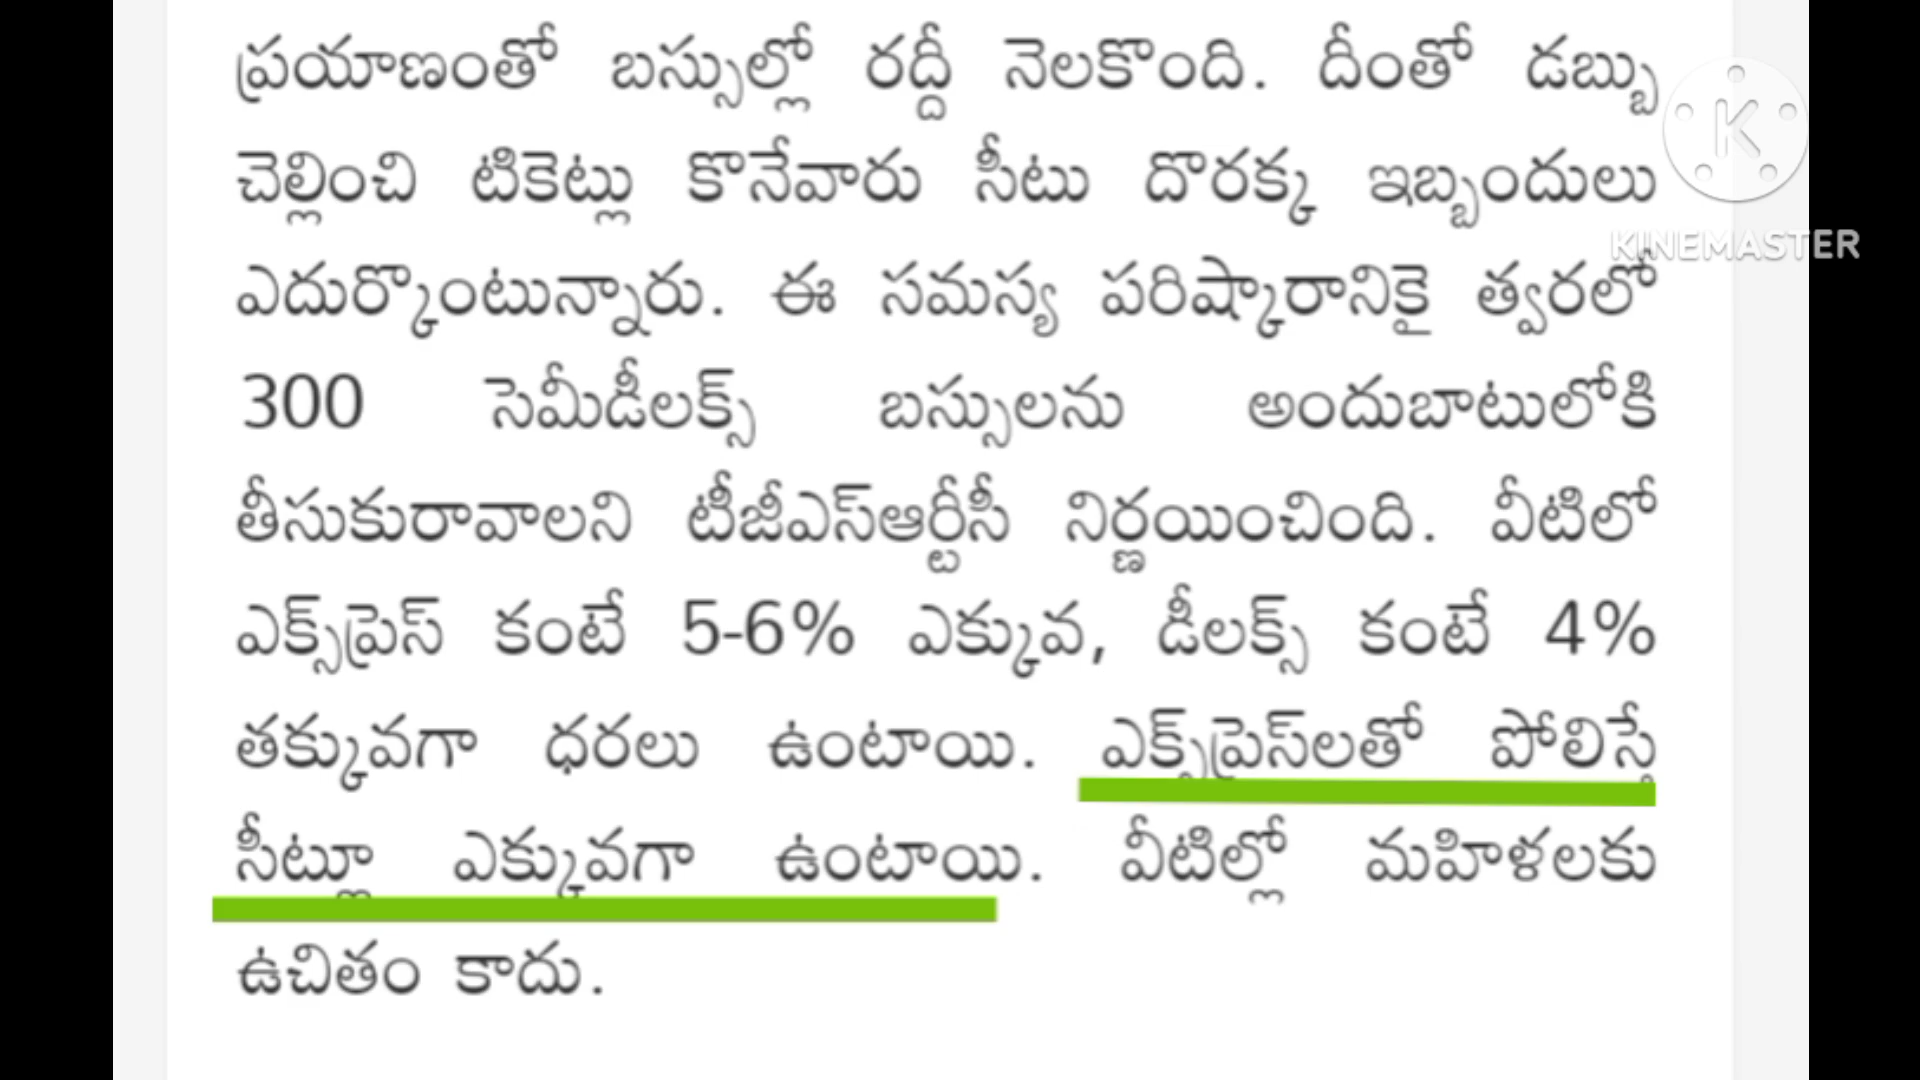 ప్రయాణంతో బస్సుల్లో రద్దీ నెలకొంది. దీంతో డబ్బు
చెల్లించి టికెట్లు కొనేవారు సీటు దొరక్క ఇబ్బందులు
ఎదుర్కొంటున్నారు. ఈ సమస్య పరిష్కారానికై త్వరలో
300 సెమీడీలక్స్ బస్సులను అందుబాటులోకి
తీసుకురావాలని టీజీఎస్ఆర్టీసీ నిర్ణయించింది. వీటిలో
ఎక్స్‌ప్రెస్ కంటే 5-6% ఎక్కువ, డీలక్స్ కంటే 4%
తక్కువగా ధరలు ఉంటాయి. ఎక్స్‌ప్రెస్‌లతో పోలిస్తే
సీట్లూ ఎక్కువగా ఉంటాయి. వీటిల్లో మహిళలకు
ఉచితం కాదు.
K
KINEMASTER